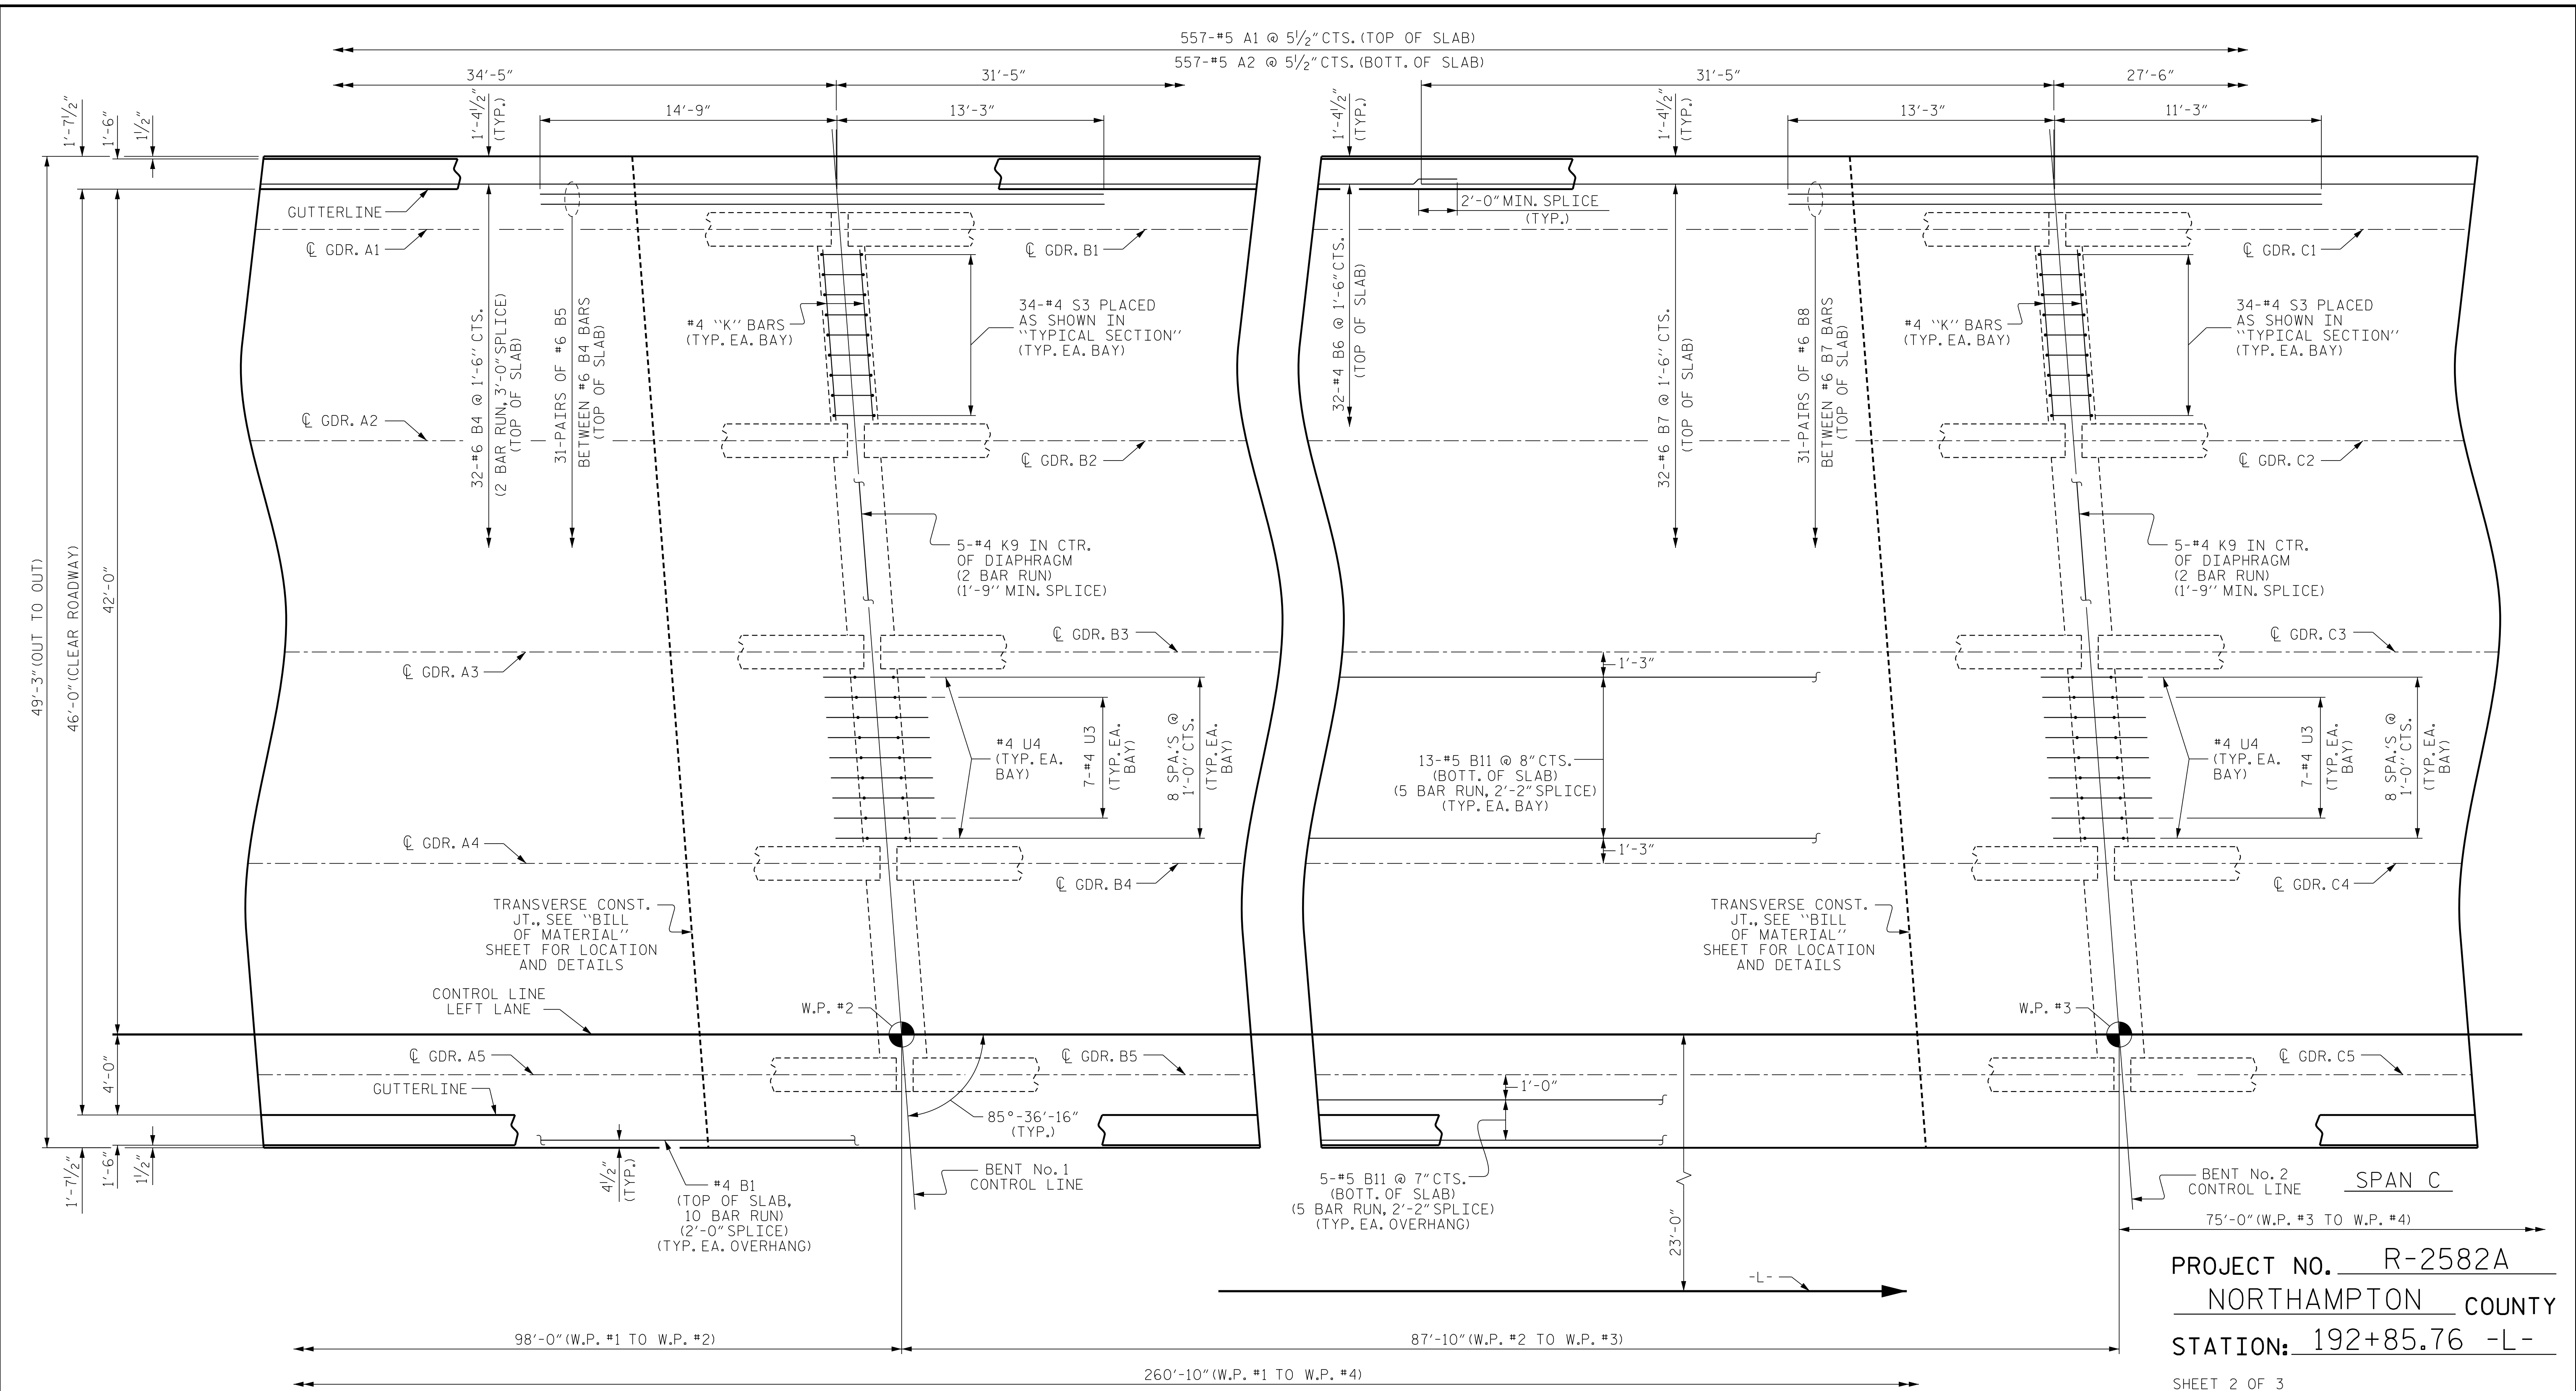 557-#5 A1 @ 5½" CTS. (TOP OF SLAB)
557-#5 A2 @ 5½" CTS. (BOTT. OF SLAB)
34'-5"
31'-5"
31'-5"
27'-6"
14'-9"
13'-3"
13'-3"
11'-3"
1'-7½"
1'-6"
1½"
1'-4½"
(TYP.)
1'-4½"
(TYP.)
1'-4½"
(TYP.)
GUTTERLINE
2'-0" MIN. SPLICE
(TYP.)
℄ GDR. A1
℄ GDR. B1
℄ GDR. C1
32-#6 B4 @ 1'-6" CTS.
(2 BAR RUN, 3'-0" SPLICE)
(TOP OF SLAB)
31-PAIRS OF #6 B5
BETWEEN #6 B4 BARS
(TOP OF SLAB)
#4 ‶K″ BARS
(TYP. EA. BAY)
34-#4 S3 PLACED
AS SHOWN IN
‶TYPICAL SECTION″
(TYP. EA. BAY)
32-#4 B6 @ 1'-6" CTS.
(TOP OF SLAB)
32-#6 B7 @ 1'-6" CTS.
(TOP OF SLAB)
31-PAIRS OF #6 B8
BETWEEN #6 B7 BARS
(TOP OF SLAB)
#4 ‶K″ BARS
(TYP. EA. BAY)
34-#4 S3 PLACED
AS SHOWN IN
‶TYPICAL SECTION″
(TYP. EA. BAY)
℄ GDR. A2
℄ GDR. B2
℄ GDR. C2
5-#4 K9 IN CTR.
OF DIAPHRAGM
(2 BAR RUN)
(1'-9" MIN. SPLICE)
5-#4 K9 IN CTR.
OF DIAPHRAGM
(2 BAR RUN)
(1'-9" MIN. SPLICE)
49'-3" (OUT TO OUT)
46'-0" (CLEAR ROADWAY)
42'-0"
℄ GDR. A3
℄ GDR. B3
℄ GDR. C3
1'-3"
#4 U4
(TYP. EA.
BAY)
7-#4 U3
(TYP. EA.
BAY)
8 SPA.'S @
1'-0" CTS.
(TYP. EA.
BAY)
13-#5 B11 @ 8" CTS.
(BOTT. OF SLAB)
(5 BAR RUN, 2'-2" SPLICE)
(TYP. EA. BAY)
#4 U4
(TYP. EA.
BAY)
7-#4 U3
(TYP. EA.
BAY)
8 SPA.'S @
1'-0" CTS.
(TYP. EA.
BAY)
1'-3"
℄ GDR. A4
℄ GDR. B4
℄ GDR. C4
TRANSVERSE CONST.
JT., SEE ‶BILL
OF MATERIAL″
SHEET FOR LOCATION
AND DETAILS
TRANSVERSE CONST.
JT., SEE ‶BILL
OF MATERIAL″
SHEET FOR LOCATION
AND DETAILS
CONTROL LINE
LEFT LANE
W.P. #2
W.P. #3
℄ GDR. A5
℄ GDR. B5
℄ GDR. C5
4'-0"
GUTTERLINE
1'-0"
85°-36'-16"
(TYP.)
1'-7½"
1'-6"
1½"
4½"
(TYP.)
#4 B1
(TOP OF SLAB,
10 BAR RUN)
(2'-0" SPLICE)
(TYP. EA. OVERHANG)
BENT No. 1
CONTROL LINE
5-#5 B11 @ 7" CTS.
(BOTT. OF SLAB)
(5 BAR RUN, 2'-2" SPLICE)
(TYP. EA. OVERHANG)
23'-0"
BENT No. 2
CONTROL LINE
SPAN C
75'-0" (W.P. #3 TO W.P. #4)
-L-
98'-0" (W.P. #1 TO W.P. #2)
87'-10" (W.P. #2 TO W.P. #3)
260'-10" (W.P. #1 TO W.P. #4)
PROJECT NO. R-2582A
NORTHAMPTON COUNTY
STATION: 192+85.76 -L-
SHEET 2 OF 3